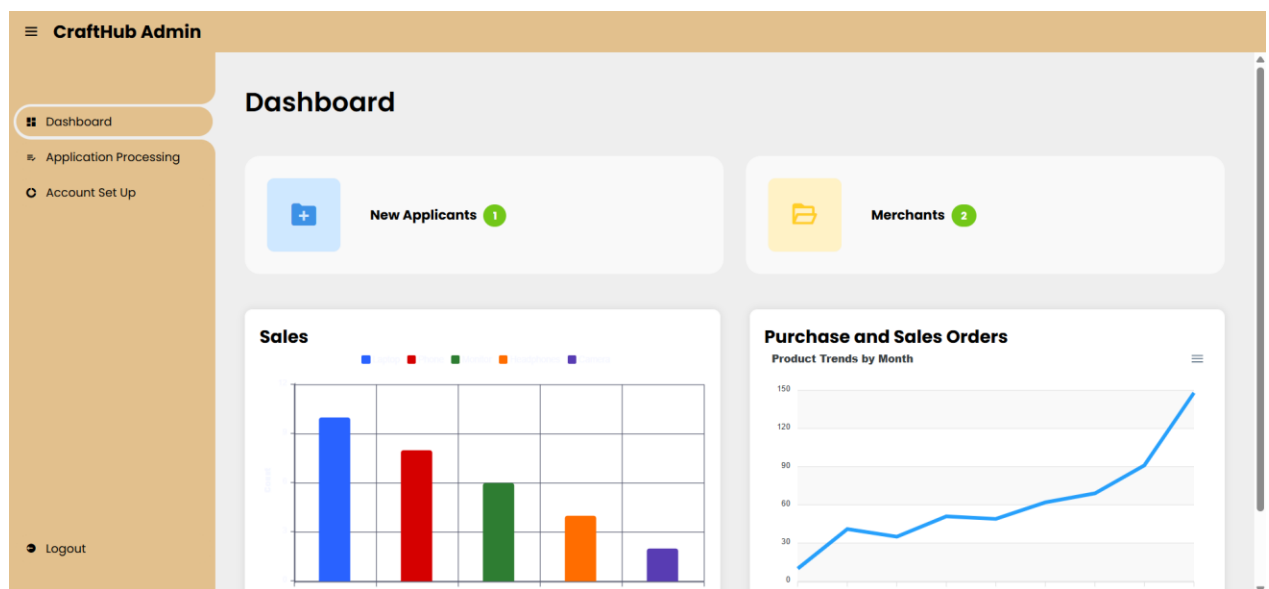 CraftHub Admin
Dashboard
Application Processing
Account Set Up
Logout
Dashboard
New Applicants 1
Merchants 2
Sales
Purchase and Sales Orders
Product Trends by Month
150
120
90
60
30
0